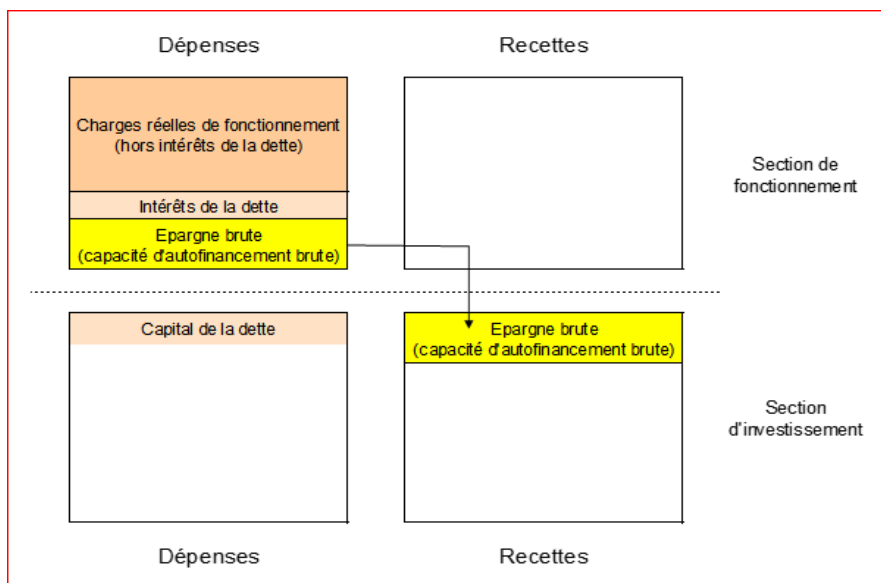 Dépenses
Recettes
Charges réelles de fonctionnement
(hors intérêts de la dette)
Intérêts de la dette
Epargne brute
(capacité d'autofinancement brute)
Section de
fonctionnement
Capital de la dette
Epargne brute
(capacité d'autofinancement brute)
Section
d'investissement
Dépenses
Recettes